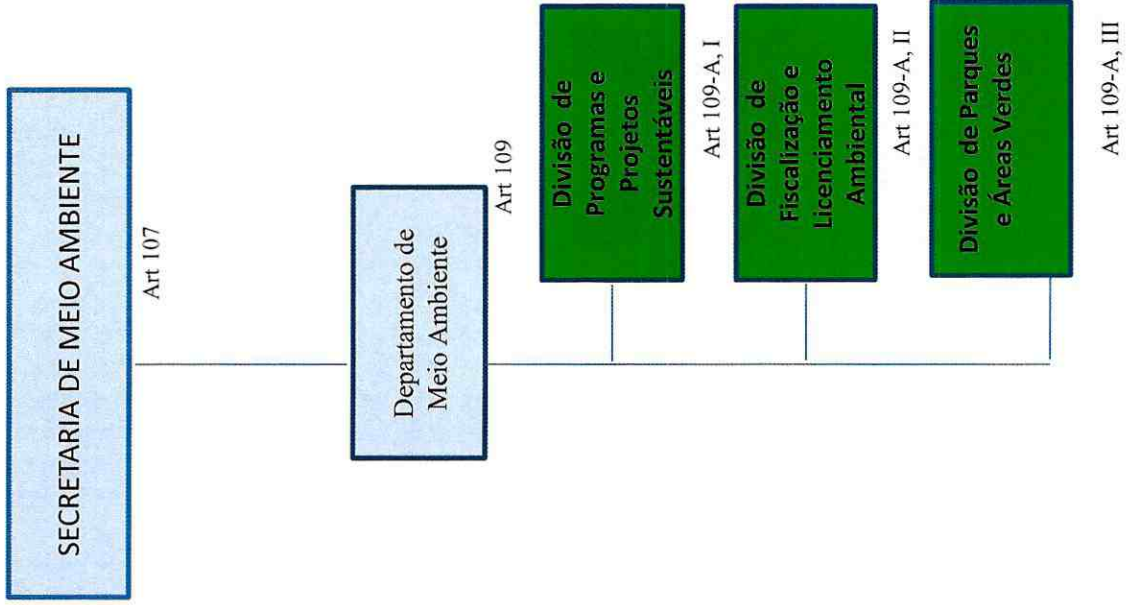 SECRETARIA DE MEIO AMBIENTE
Art 107
Departamento de
Meio Ambiente
Art 109
Divisão de
Programas e
Projetos
Sustentáveis
Art 109-A, I
Divisão de
Fiscalização e
Licenciamento
Ambiental
Art 109-A, II
Divisão de Parques
e Áreas Verdes
Art 109-A, III